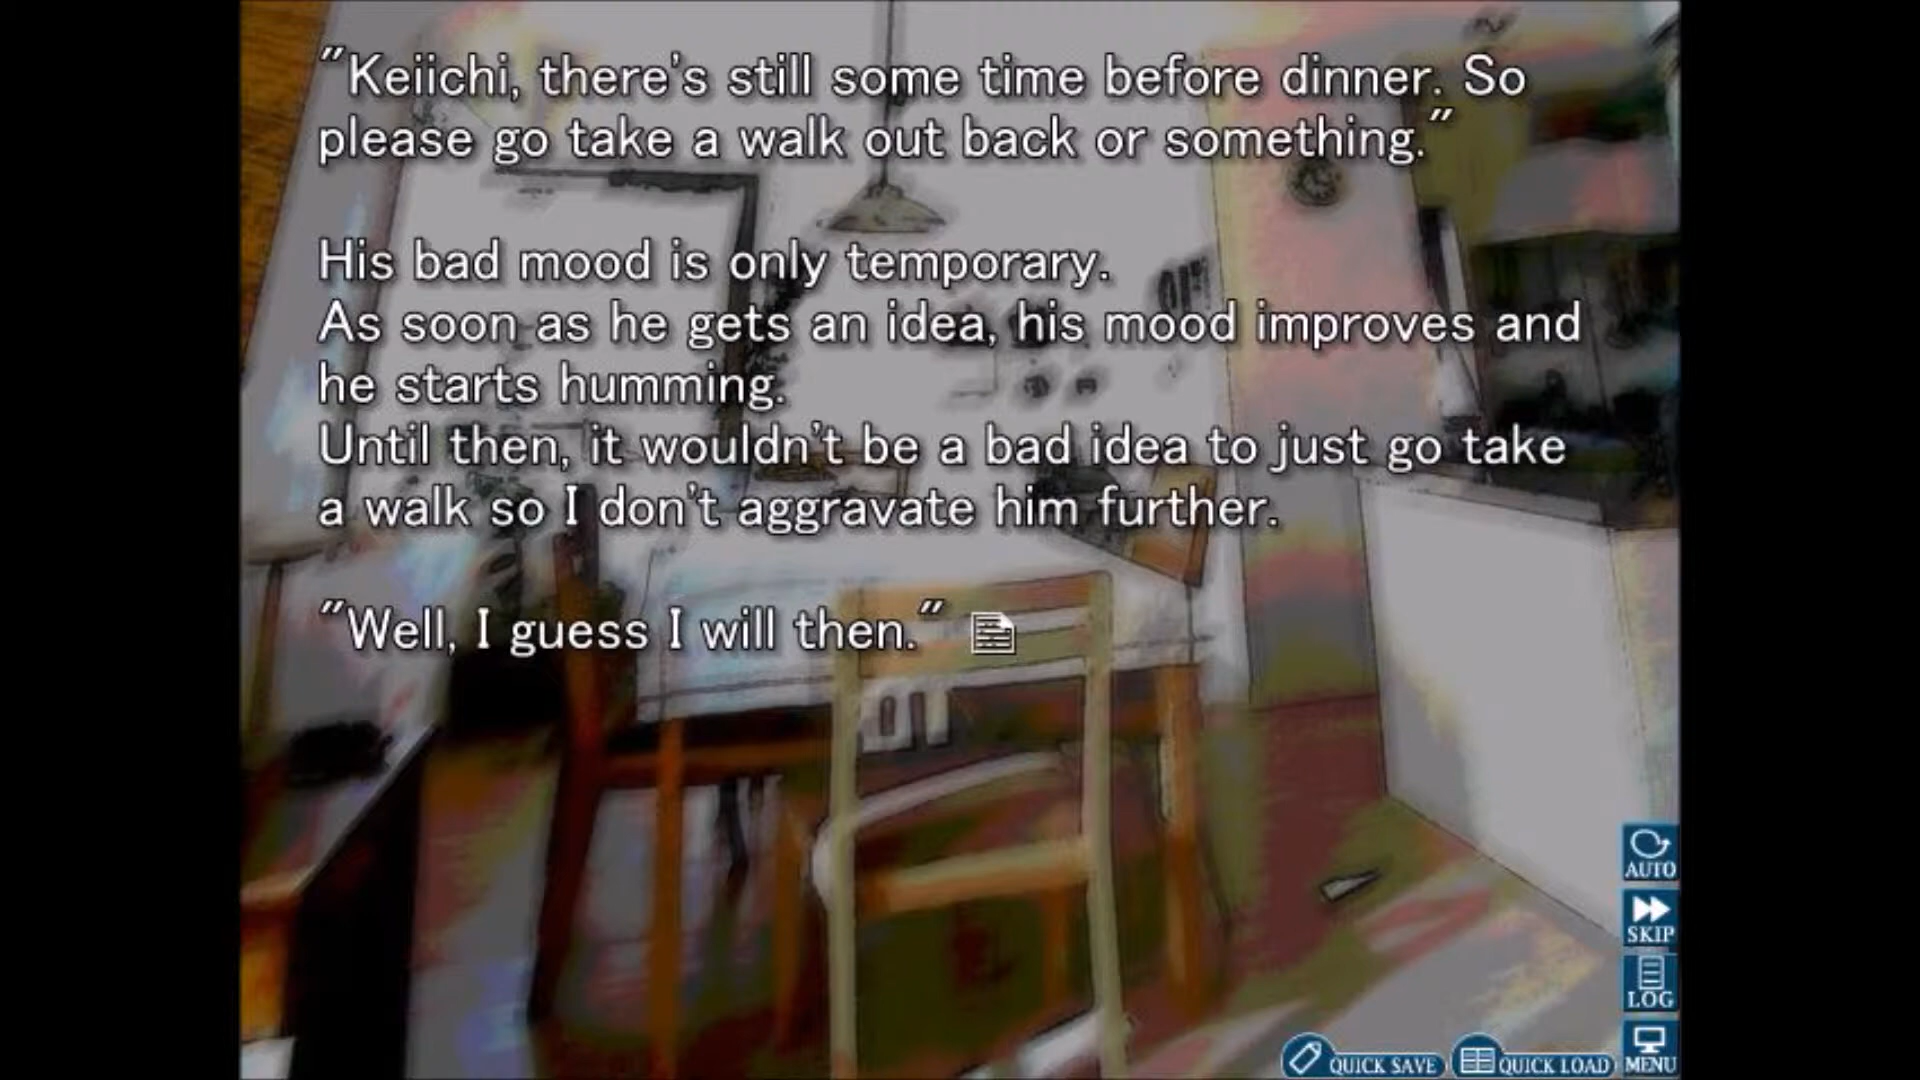 "Keiichi, there's still some time before dinner. So
please go take a walk out back or something."
His bad mood is only temporary.
As soon as he gets an idea, his mood improves and
he starts humming.
Until then, it wouldn't be a bad idea to just go take
a walk so I don't aggravate him further.
"Well, I guess I will then."
AUTO
SKIP
LOG
MENU
QUICK SAVE
QUICK LOAD